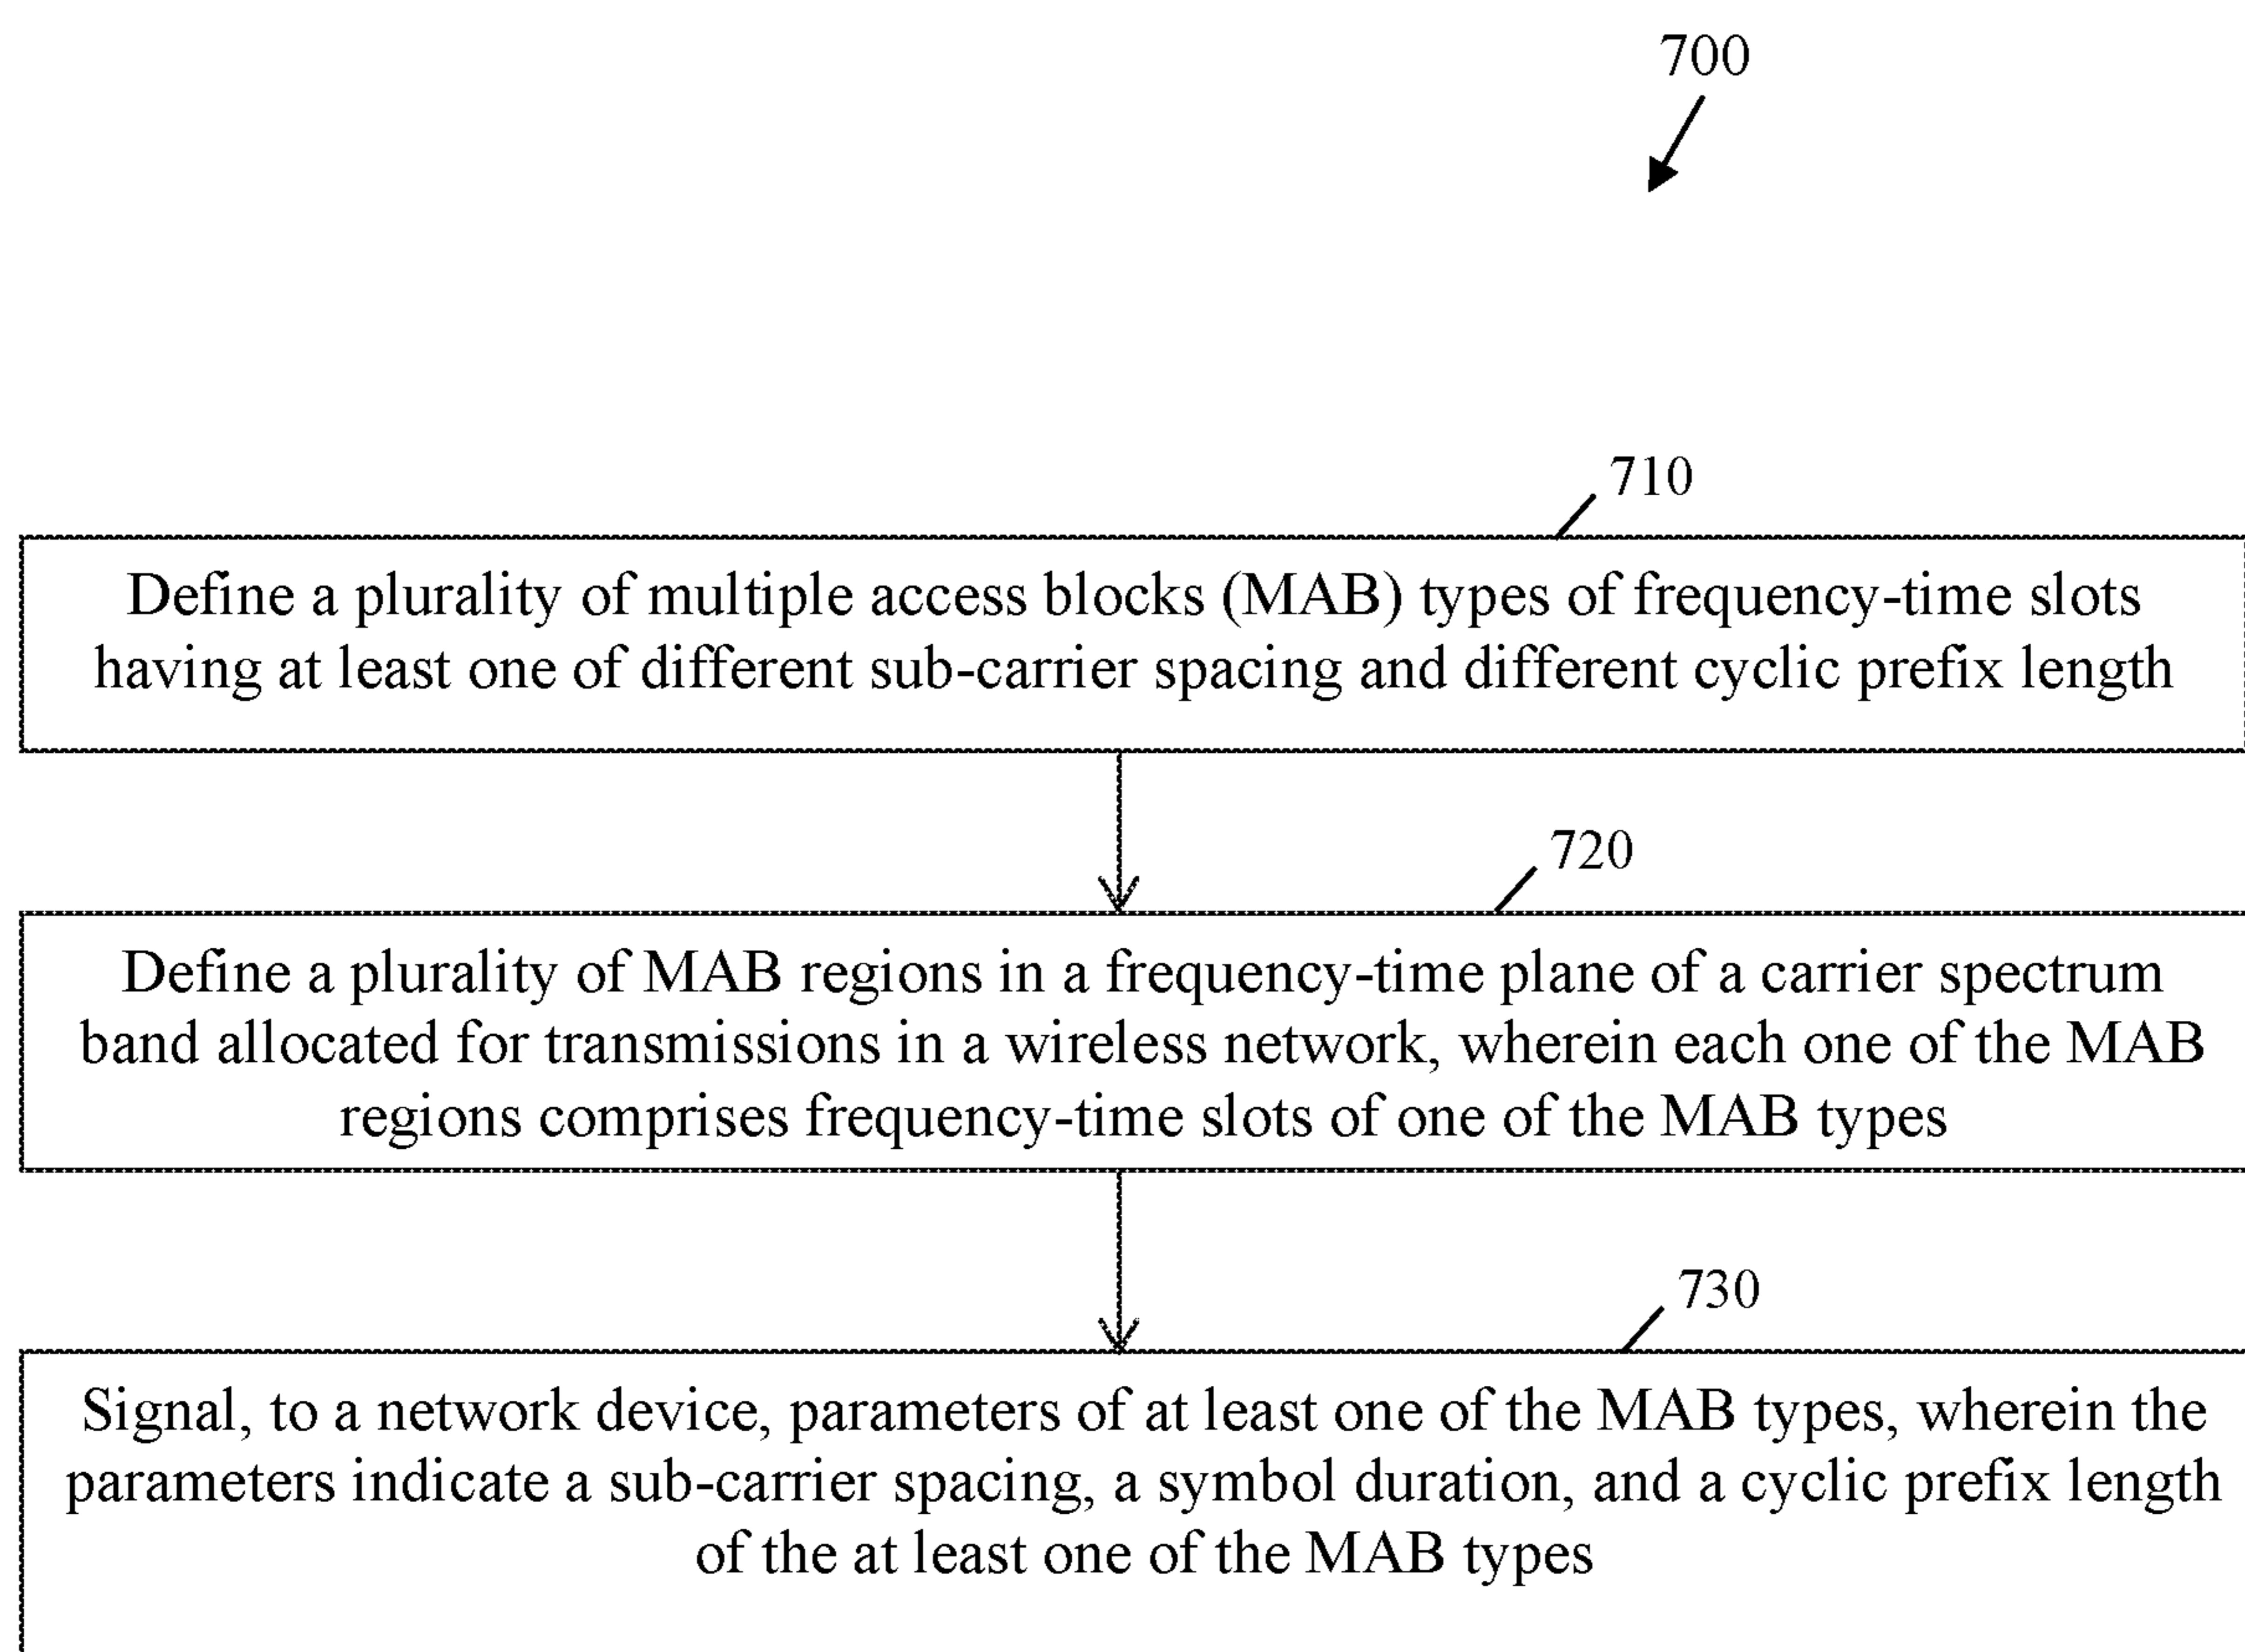 700
710
Define a plurality of multiple access blocks (MAB) types of frequency-time slots
having at least one of different sub-carrier spacing and different cyclic prefix length
720
Define a plurality of MAB regions in a frequency-time plane of a carrier spectrum
band allocated for transmissions in a wireless network, wherein each one of the MAB
regions comprises frequency-time slots of one of the MAB types
730
Signal, to a network device, parameters of at least one of the MAB types, wherein the
parameters indicate a sub-carrier spacing, a symbol duration, and a cyclic prefix length
of the at least one of the MAB types